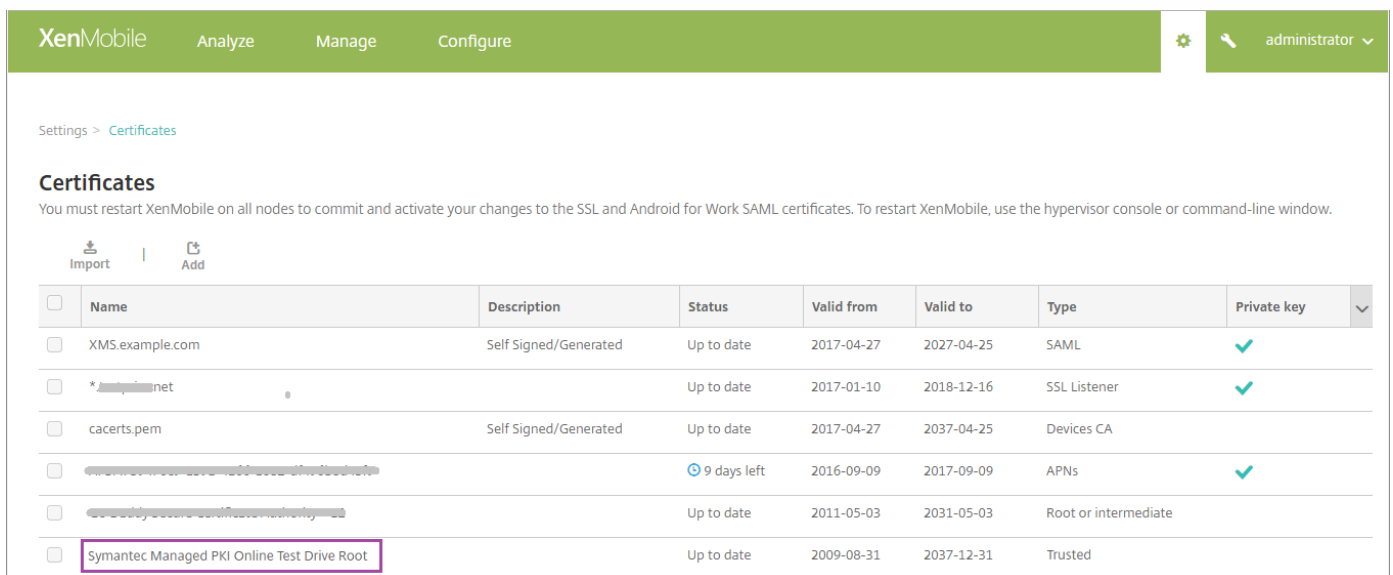 XenMobile Analyze Manage Configure administrator
Settings > Certificates
Certificates
You must restart XenMobile on all nodes to commit and activate your changes to the SSL and Android for Work SAML certificates. To restart XenMobile, use the hypervisor console or command-line window.
Import | Add
Name Description Status Valid from Valid to Type Private key
XMS.example.com Self Signed/Generated Up to date 2017-04-27 2027-04-25 SAML
*. net Up to date 2017-01-10 2018-12-16 SSL Listener
cacerts.pem Self Signed/Generated Up to date 2017-04-27 2037-04-25 Devices CA
9 days left 2016-09-09 2017-09-09 APNs
Up to date 2011-05-03 2031-05-03 Root or intermediate
Symantec Managed PKI Online Test Drive Root Up to date 2009-08-31 2037-12-31 Trusted